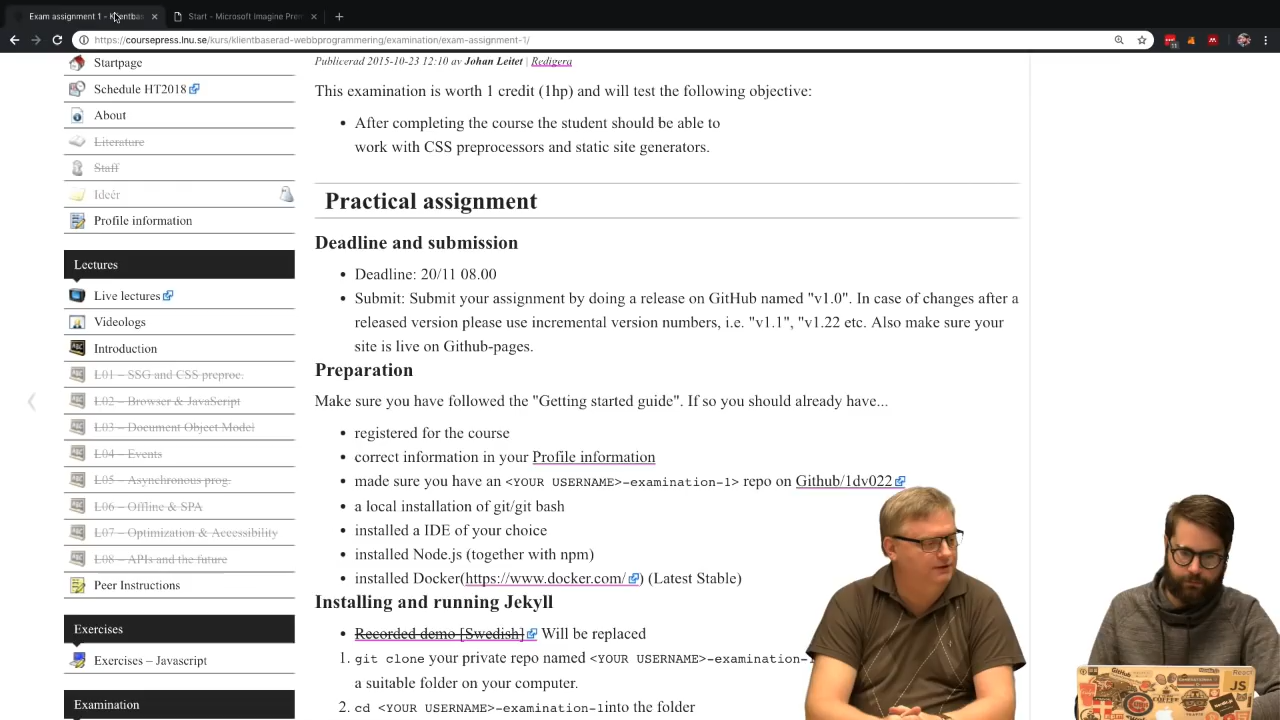 Exam assignment 1 - Klientbas
Start - Microsoft Imagine Pre
https://coursepress.lnu.se/kurs/klientbaserad-webbprogrammering/examination/exam-assignment-1/
Startpage
Schedule HT2018
About
Literature
Staff
Ideér
Profile information
Lectures
Live lectures
Videologs
Introduction
L01 – SSG and CSS preproc.
L02 – Browser & JavaScript
L03 – Document Object Model
L04 – Events
L05 – Asynchronous prog.
L06 – Offline & SPA
L07 – Optimization & Accessibility
L08 – APIs and the future
Peer Instructions
Exercises
Exercises – Javascript
Examination
Publicerad 2015-10-23 12:10 av Johan Leitet | Redigera
This examination is worth 1 credit (1hp) and will test the following objective:
• After completing the course the student should be able to
work with CSS preprocessors and static site generators.
Practical assignment
Deadline and submission
• Deadline: 20/11 08.00
• Submit: Submit your assignment by doing a release on GitHub named "v1.0". In case of changes after a
released version please use incremental version numbers, i.e. "v1.1", "v1.22 etc. Also make sure your
site is live on Github-pages.
Preparation
Make sure you have followed the "Getting started guide". If so you should already have...
• registered for the course
• correct information in your Profile information
• made sure you have an <YOUR USERNAME>-examination-1> repo on Github/1dv022
• a local installation of git/git bash
• installed a IDE of your choice
• installed Node.js (together with npm)
• installed Docker(https://www.docker.com/) (Latest Stable)
Installing and running Jekyll
• Recorded demo [Swedish] Will be replaced
1. git clone your private repo named <YOUR USERNAME>-examination-1
a suitable folder on your computer.
2. cd <YOUR USERNAME>-examination-1into the folder
GitHub
React
JS